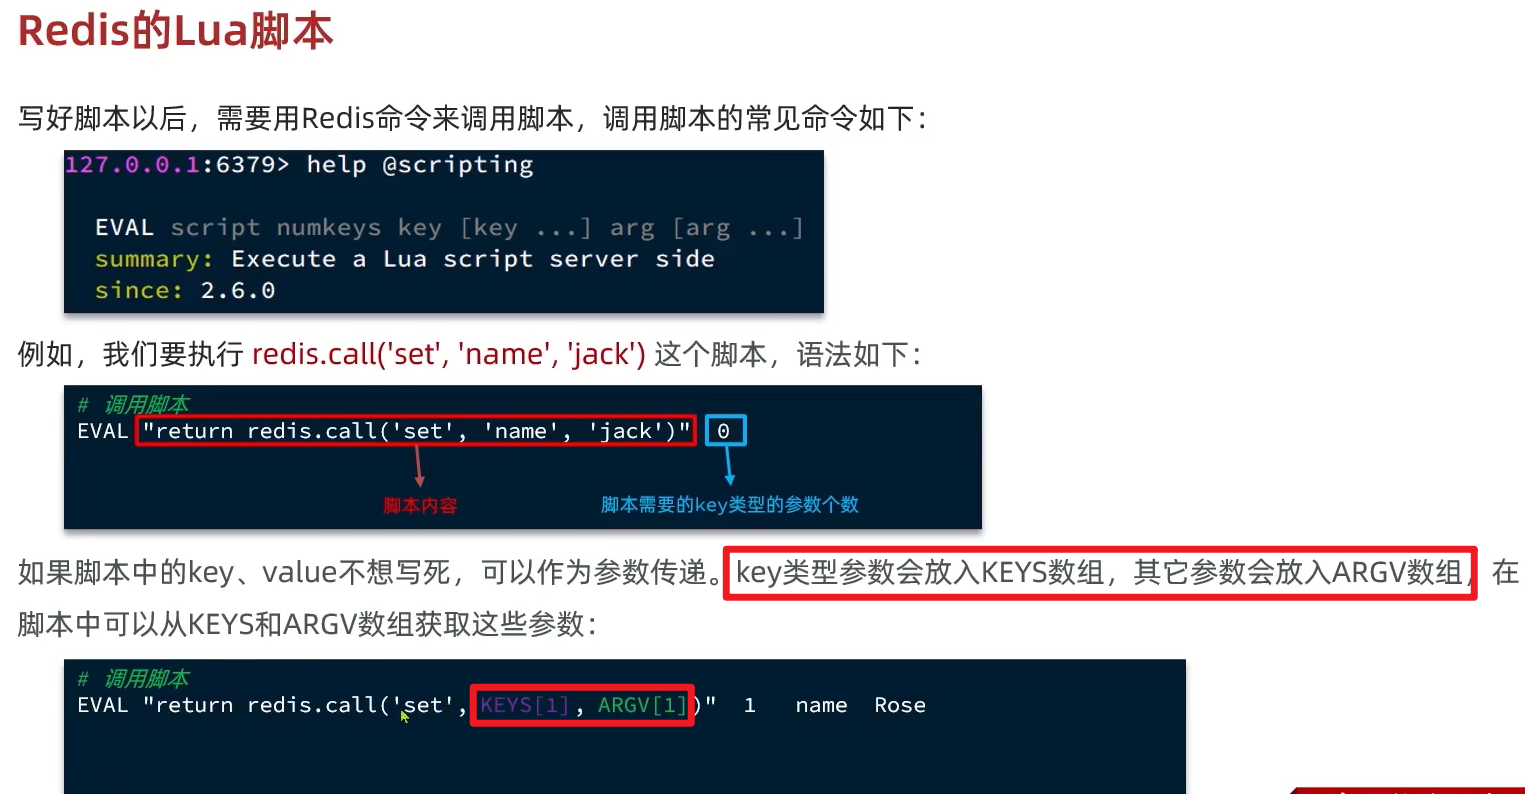 Redis的Lua脚本
写好脚本以后，需要用Redis命令来调用脚本，调用脚本的常见命令如下：
127.0.0.1:6379> help @scripting
EVAL script numkeys key [key ...] arg [arg ...]
summary: Execute a Lua script server side
since: 2.6.0
例如，我们要执行 redis.call('set', 'name', 'jack') 这个脚本，语法如下：
# 调用脚本
EVAL "return redis.call('set', 'name', 'jack')" 0
脚本内容 脚本需要的key类型的参数个数
如果脚本中的key、value不想写死，可以作为参数传递。key类型参数会放入KEYS数组，其它参数会放入ARGV数组，在
脚本中可以从KEYS和ARGV数组获取这些参数：
# 调用脚本
EVAL "return redis.call('set', KEYS[1], ARGV[1])" 1 name Rose